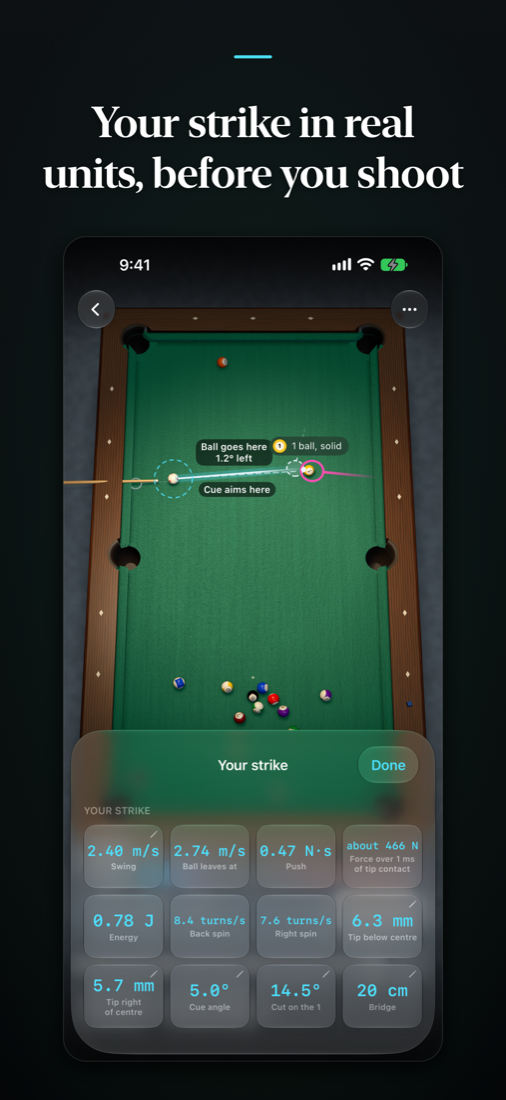 Your strike in real
units, before you shoot
9:41
Ball goes here
1.2° left
1 ball, solid
Cue aims here
Your strike
Done
YOUR STRIKE
2.40 m/s
Swing
2.74 m/s
Ball leaves at
0.47 N·s
Push
about 466 N
Force over 1 ms
of tip contact
0.78 J
Energy
8.4 turns/s
Back spin
7.6 turns/s
Right spin
6.3 mm
Tip below centre
5.7 mm
Tip right
of centre
5.0°
Cue angle
14.5°
Cut on the 1
20 cm
Bridge